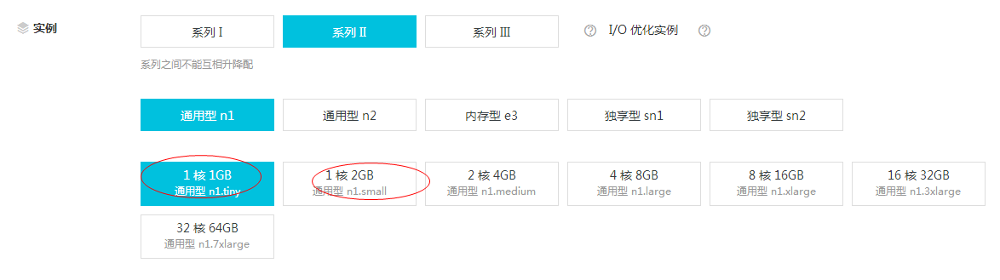 实例
系列 I
系列 II
系列 III
I/O 优化实例
系列之间不能互相升降配
通用型 n1
通用型 n2
内存型 e3
独享型 sn1
独享型 sn2
1 核 1GB
通用型 n1.tiny
1 核 2GB
通用型 n1.small
2 核 4GB
通用型 n1.medium
4 核 8GB
通用型 n1.large
8 核 16GB
通用型 n1.xlarge
16 核 32GB
通用型 n1.3xlarge
32 核 64GB
通用型 n1.7xlarge